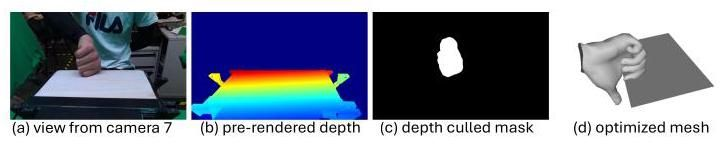 FILA
(a) view from camera 7
(b) pre-rendered depth
(c) depth culled mask
(d) optimized mesh